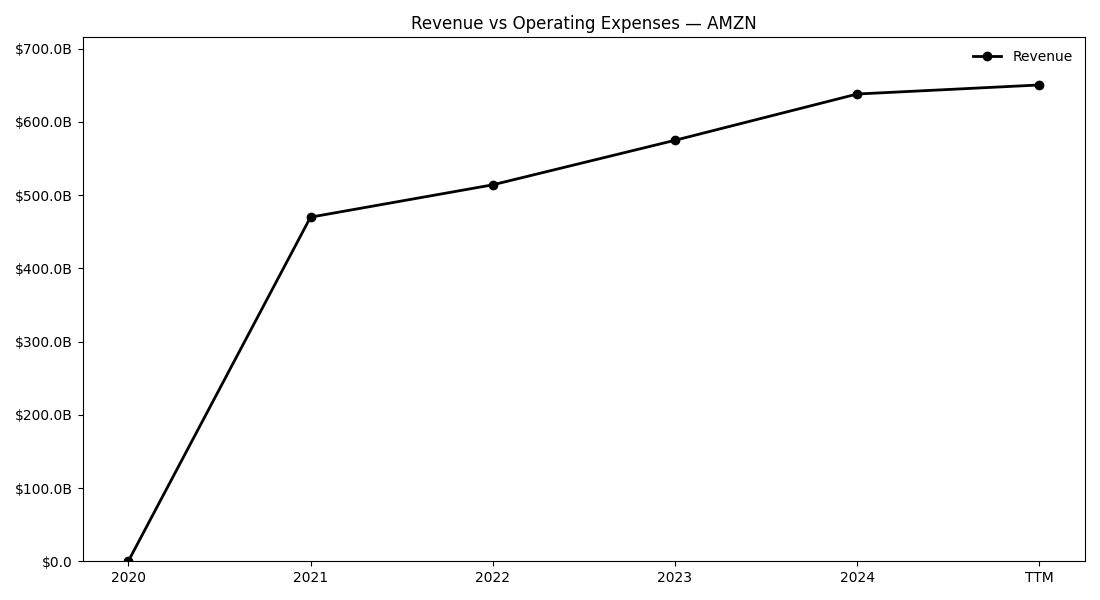 Revenue vs Operating Expenses — AMZN
Revenue
$700.0B
$600.0B
$500.0B
$400.0B
$300.0B
$200.0B
$100.0B
$0.0
2020 2021 2022 2023 2024 TTM